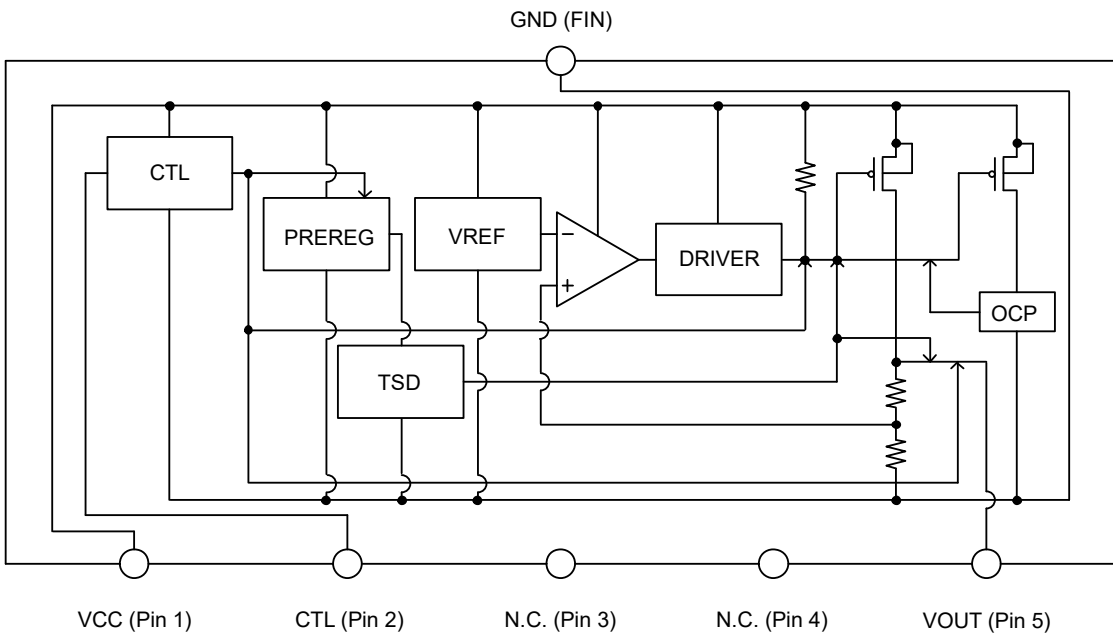 GND (FIN)
CTL
PREREG
VREF
−
+
DRIVER
OCP
TSD
VCC (Pin 1)
CTL (Pin 2)
N.C. (Pin 3)
N.C. (Pin 4)
VOUT (Pin 5)